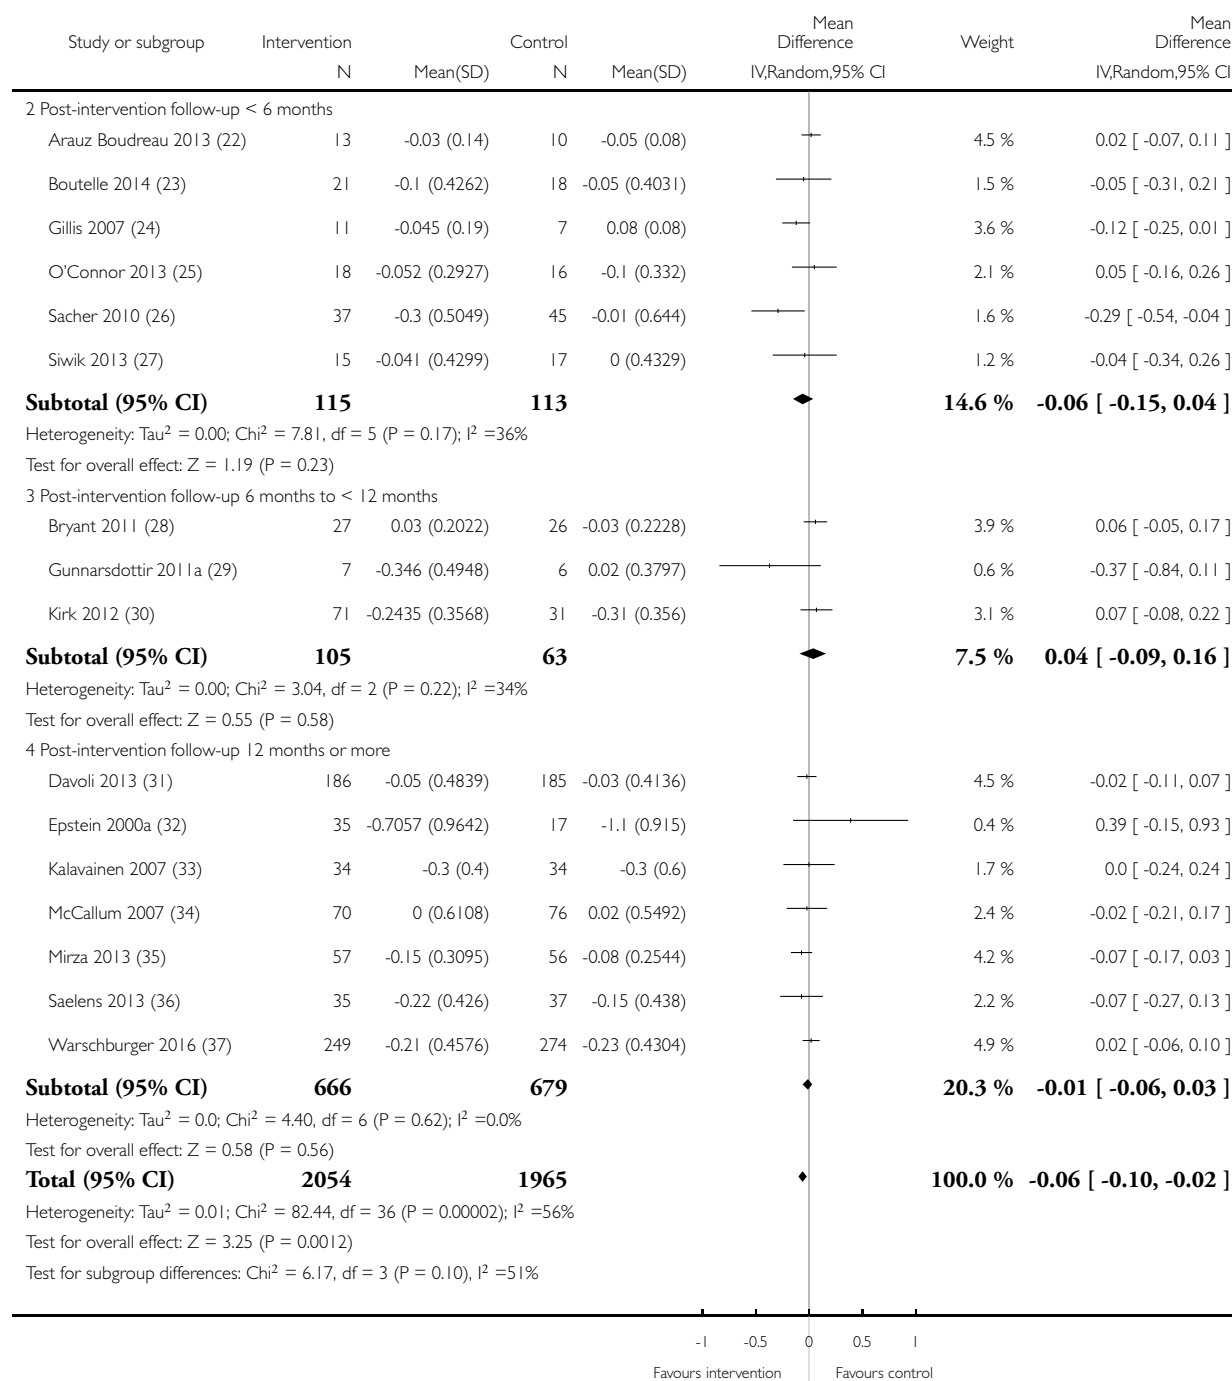 Study or subgroup Intervention Control Mean Difference Weight Mean Difference
N Mean(SD) N Mean(SD) IV,Random,95% CI IV,Random,95% CI
2 Post-intervention follow-up < 6 months
Arauz Boudreau 2013 (22) 13 -0.03 (0.14) 10 -0.05 (0.08) 4.5 % 0.02 [ -0.07, 0.11 ]
Boutelle 2014 (23) 21 -0.1 (0.4262) 18 -0.05 (0.4031) 1.5 % -0.05 [ -0.31, 0.21 ]
Gillis 2007 (24) 11 -0.045 (0.19) 7 0.08 (0.08) 3.6 % -0.12 [ -0.25, 0.01 ]
O'Connor 2013 (25) 18 -0.052 (0.2927) 16 -0.1 (0.332) 2.1 % 0.05 [ -0.16, 0.26 ]
Sacher 2010 (26) 37 -0.3 (0.5049) 45 -0.01 (0.644) 1.6 % -0.29 [ -0.54, -0.04 ]
Siwik 2013 (27) 15 -0.041 (0.4299) 17 0 (0.4329) 1.2 % -0.04 [ -0.34, 0.26 ]
Subtotal (95% CI) 115 113 14.6 % -0.06 [ -0.15, 0.04 ]
Heterogeneity: Tau² = 0.00; Chi² = 7.81, df = 5 (P = 0.17); I² =36%
Test for overall effect: Z = 1.19 (P = 0.23)
3 Post-intervention follow-up 6 months to < 12 months
Bryant 2011 (28) 27 0.03 (0.2022) 26 -0.03 (0.2228) 3.9 % 0.06 [ -0.05, 0.17 ]
Gunnarsdottir 2011a (29) 7 -0.346 (0.4948) 6 0.02 (0.3797) 0.6 % -0.37 [ -0.84, 0.11 ]
Kirk 2012 (30) 71 -0.2435 (0.3568) 31 -0.31 (0.356) 3.1 % 0.07 [ -0.08, 0.22 ]
Subtotal (95% CI) 105 63 7.5 % 0.04 [ -0.09, 0.16 ]
Heterogeneity: Tau² = 0.00; Chi² = 3.04, df = 2 (P = 0.22); I² =34%
Test for overall effect: Z = 0.55 (P = 0.58)
4 Post-intervention follow-up 12 months or more
Davoli 2013 (31) 186 -0.05 (0.4839) 185 -0.03 (0.4136) 4.5 % -0.02 [ -0.11, 0.07 ]
Epstein 2000a (32) 35 -0.7057 (0.9642) 17 -1.1 (0.915) 0.4 % 0.39 [ -0.15, 0.93 ]
Kalavainen 2007 (33) 34 -0.3 (0.4) 34 -0.3 (0.6) 1.7 % 0.0 [ -0.24, 0.24 ]
McCallum 2007 (34) 70 0 (0.6108) 76 0.02 (0.5492) 2.4 % -0.02 [ -0.21, 0.17 ]
Mirza 2013 (35) 57 -0.15 (0.3095) 56 -0.08 (0.2544) 4.2 % -0.07 [ -0.17, 0.03 ]
Saelens 2013 (36) 35 -0.22 (0.426) 37 -0.15 (0.438) 2.2 % -0.07 [ -0.27, 0.13 ]
Warschburger 2016 (37) 249 -0.21 (0.4576) 274 -0.23 (0.4304) 4.9 % 0.02 [ -0.06, 0.10 ]
Subtotal (95% CI) 666 679 20.3 % -0.01 [ -0.06, 0.03 ]
Heterogeneity: Tau² = 0.0; Chi² = 4.40, df = 6 (P = 0.62); I² =0.0%
Test for overall effect: Z = 0.58 (P = 0.56)
Total (95% CI) 2054 1965 100.0 % -0.06 [ -0.10, -0.02 ]
Heterogeneity: Tau² = 0.01; Chi² = 82.44, df = 36 (P = 0.00002); I² =56%
Test for overall effect: Z = 3.25 (P = 0.0012)
Test for subgroup differences: Chi² = 6.17, df = 3 (P = 0.10), I² =51%
-1 -0.5 0 0.5 1
Favours intervention Favours control